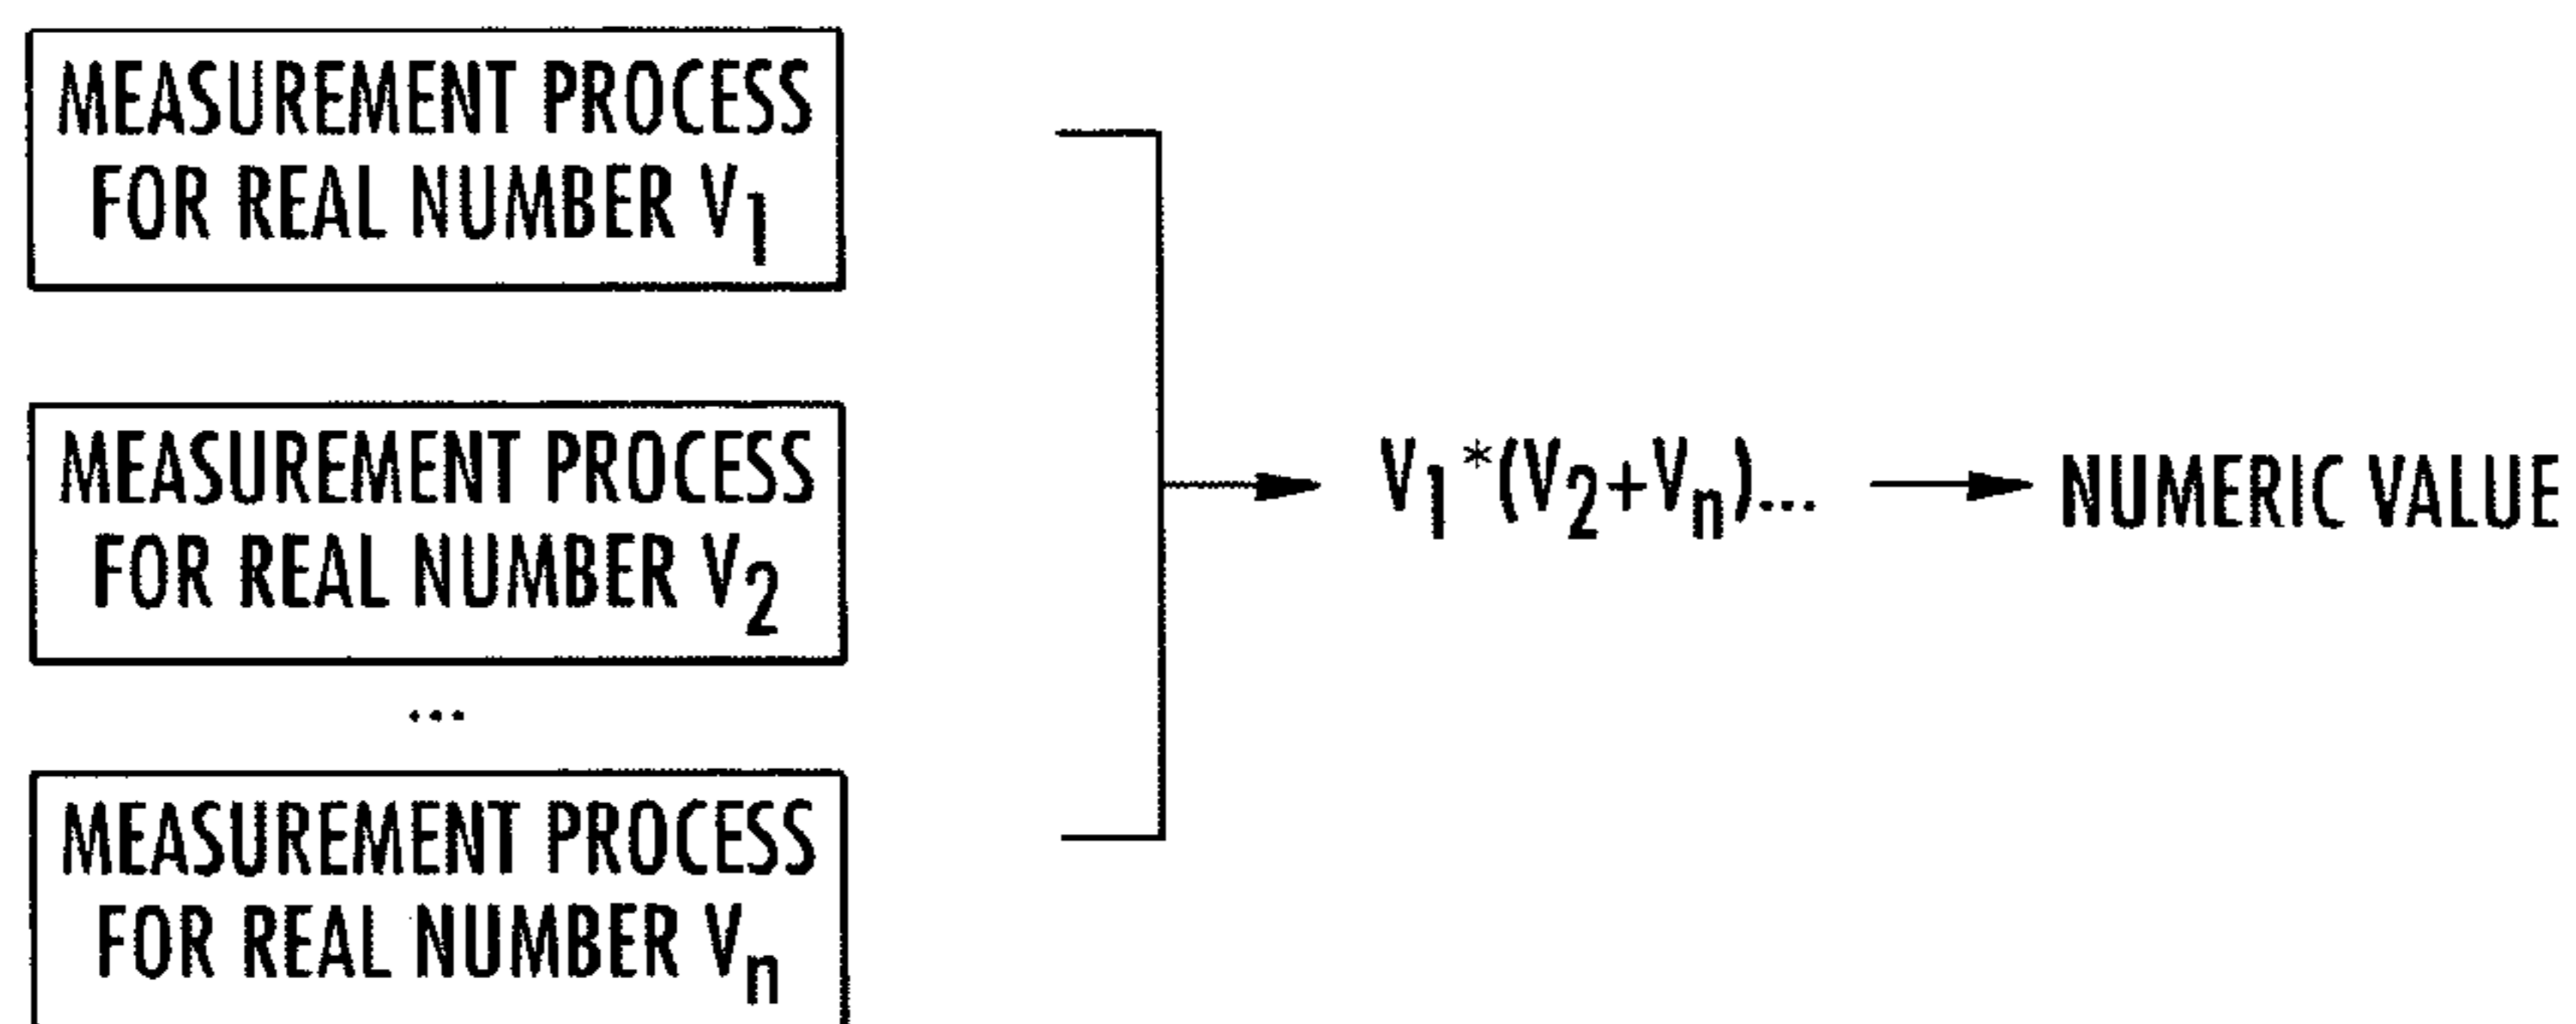 MEASUREMENT PROCESS
FOR REAL NUMBER V₁
MEASUREMENT PROCESS
FOR REAL NUMBER V₂
...
MEASUREMENT PROCESS
FOR REAL NUMBER Vₙ
V₁*(V₂+Vₙ)...
NUMERIC VALUE